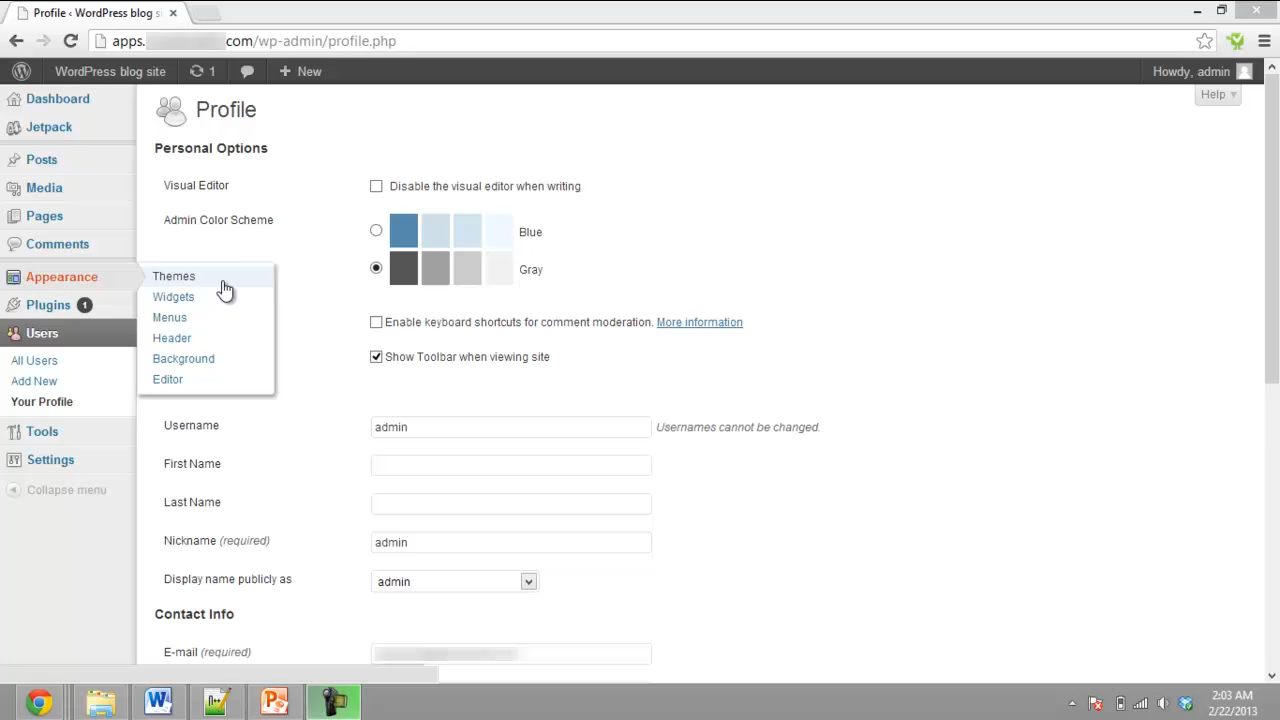 Profile ‹ WordPress blog si
apps. com/wp-admin/profile.php
WordPress blog site 1 New Howdy, admin
Help
Dashboard
Jetpack
Posts
Media
Pages
Comments
Appearance
Plugins 1
Users
All Users
Add New
Your Profile
Tools
Settings
Collapse menu
Themes
Widgets
Menus
Header
Background
Editor
Profile
Personal Options
Visual Editor Disable the visual editor when writing
Admin Color Scheme
Blue
Gray
Enable keyboard shortcuts for comment moderation. More information
Show Toolbar when viewing site
Username admin Usernames cannot be changed.
First Name
Last Name
Nickname (required) admin
Display name publicly as admin
Contact Info
E-mail (required)
2:03 AM
2/22/2013